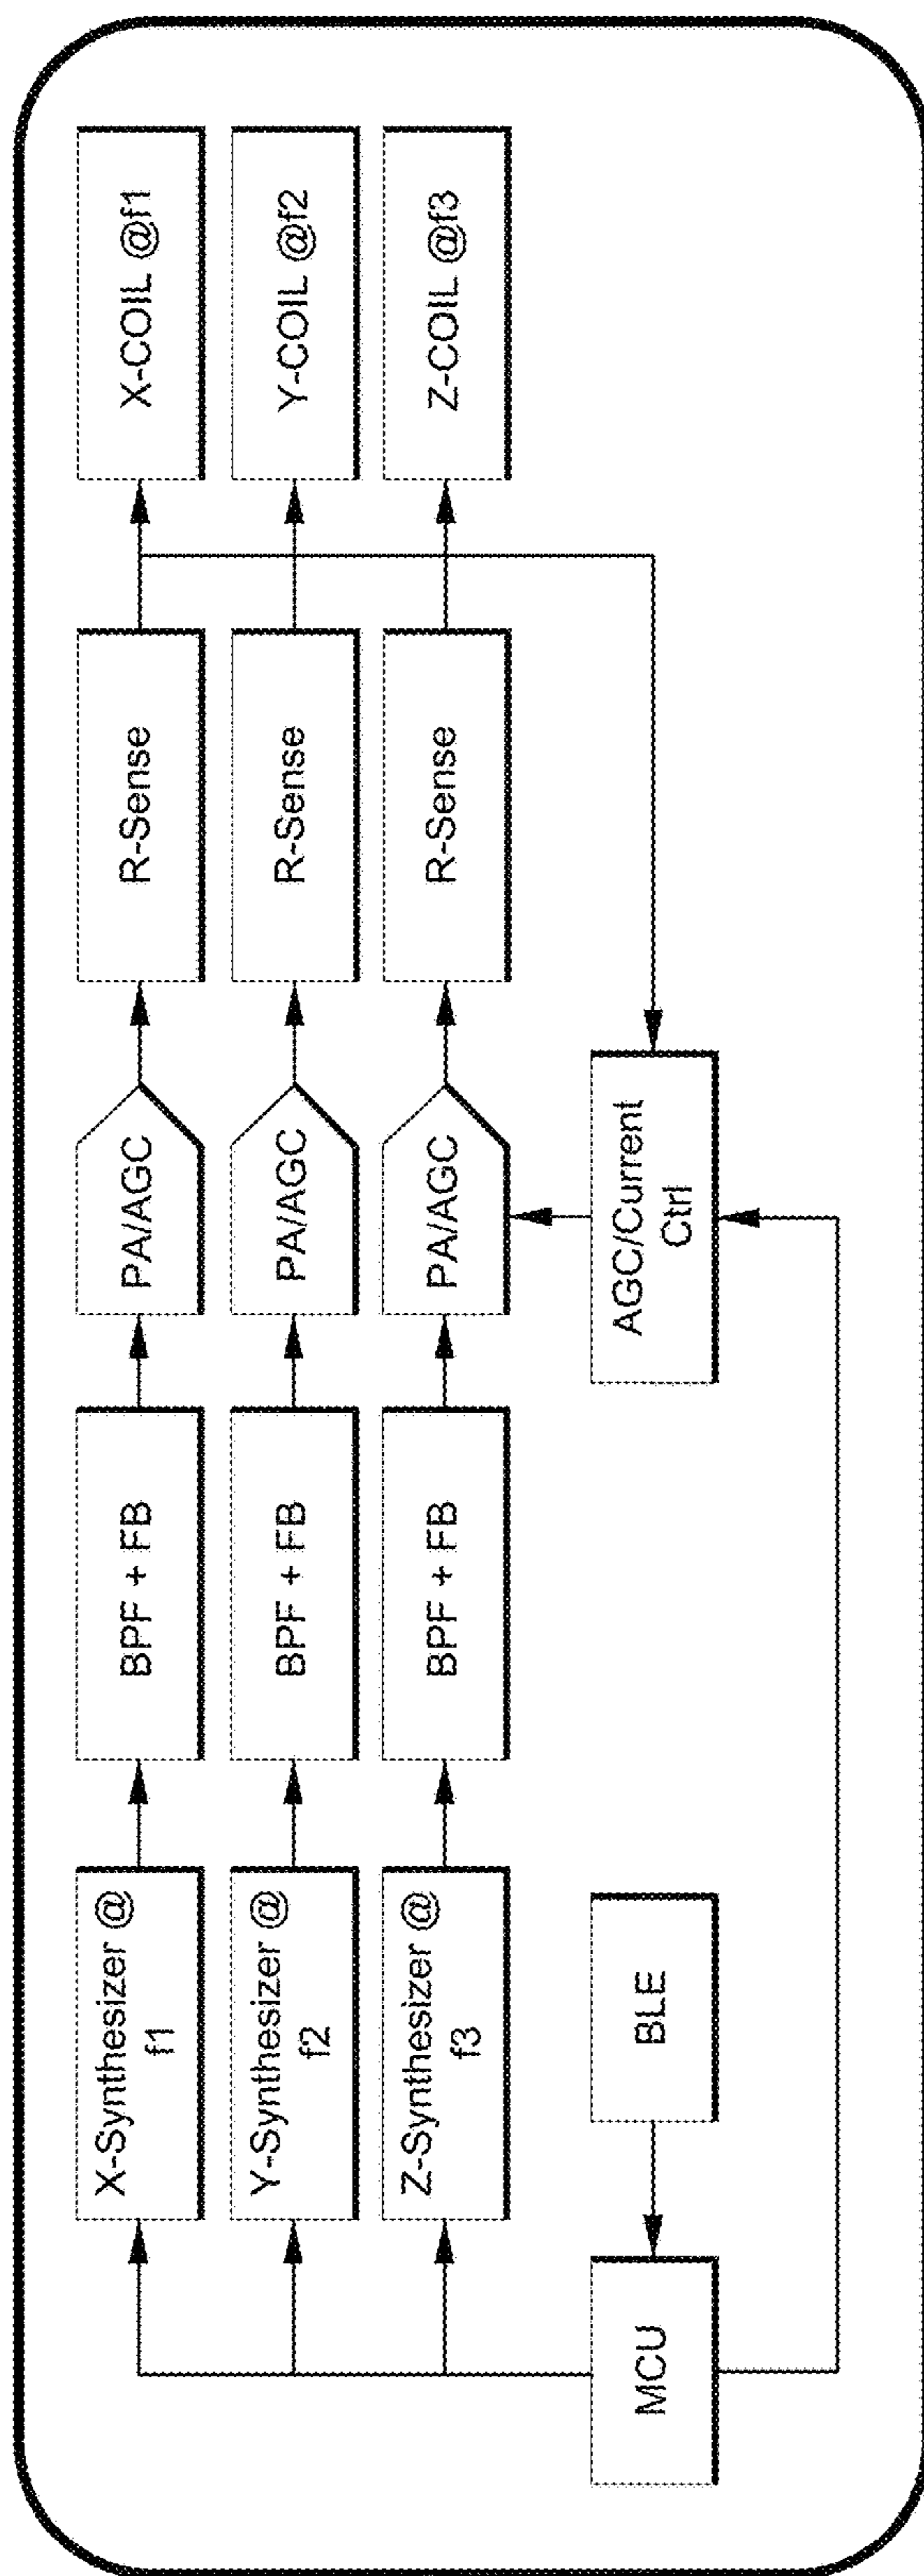 X-Synthesizer @
f1
BPF + FB
PA/AGC
R-Sense
X-COIL @f1
Y-Synthesizer @
f2
BPF + FB
PA/AGC
R-Sense
Y-COIL @f2
Z-Synthesizer @
f3
BPF + FB
PA/AGC
R-Sense
Z-COIL @f3
MCU
BLE
AGC/Current
Ctrl